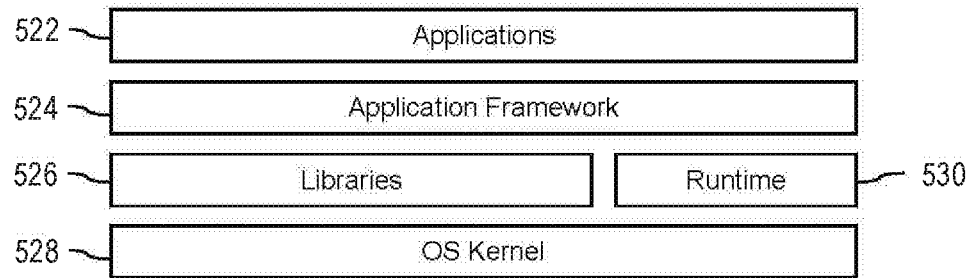 522 Applications
524 Application Framework
526 Libraries Runtime 530
528 OS Kernel